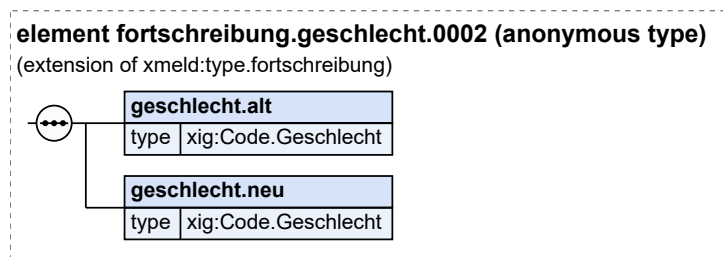 element fortschreibung.geschlecht.0002 (anonymous type)
(extension of xmeld:type.fortschreibung)
geschlecht.alt
type xig:Code.Geschlecht
geschlecht.neu
type xig:Code.Geschlecht